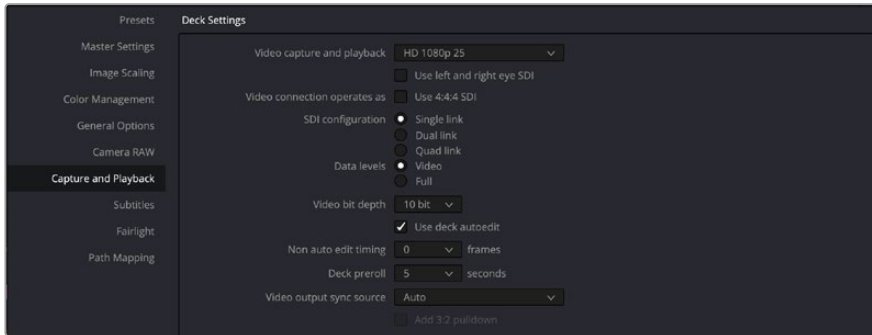 Presets
Master Settings
Image Scaling
Color Management
General Options
Camera RAW
Capture and Playback
Subtitles
Fairlight
Path Mapping
Deck Settings
Video capture and playback HD 1080p 25
Use left and right eye SDI
Video connection operates as Use 4:4:4 SDI
SDI configuration Single link
Dual link
Quad link
Data levels Video
Full
Video bit depth 10 bit
Use deck autoedit
Non auto edit timing 0 frames
Deck preroll 5 seconds
Video output sync source Auto
Add 3:2 pulldown